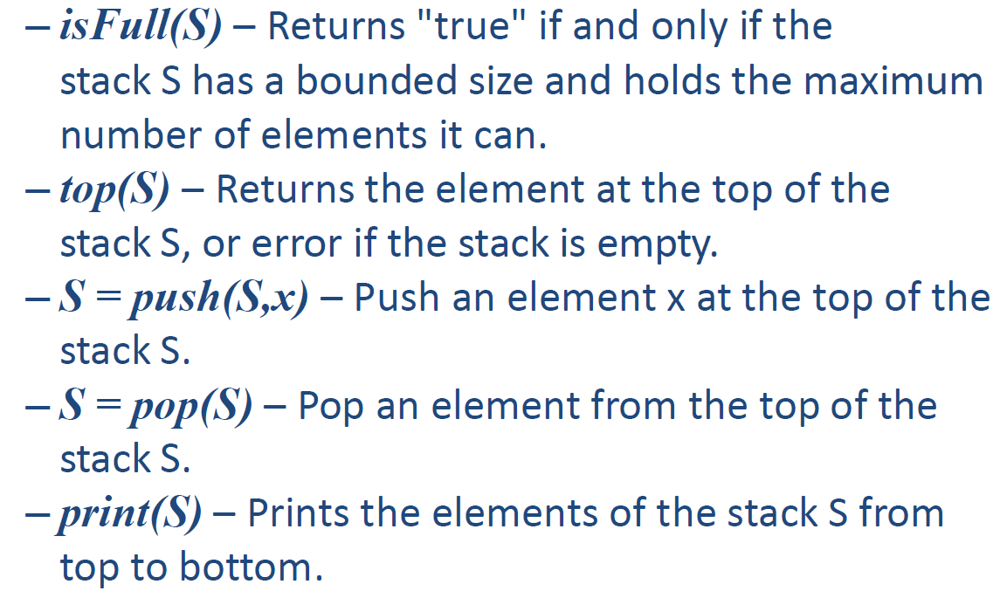 – isFull(S) – Returns "true" if and only if the
stack S has a bounded size and holds the maximum
number of elements it can.
– top(S) – Returns the element at the top of the
stack S, or error if the stack is empty.
– S = push(S,x) – Push an element x at the top of the
stack S.
– S = pop(S) – Pop an element from the top of the
stack S.
– print(S) – Prints the elements of the stack S from
top to bottom.